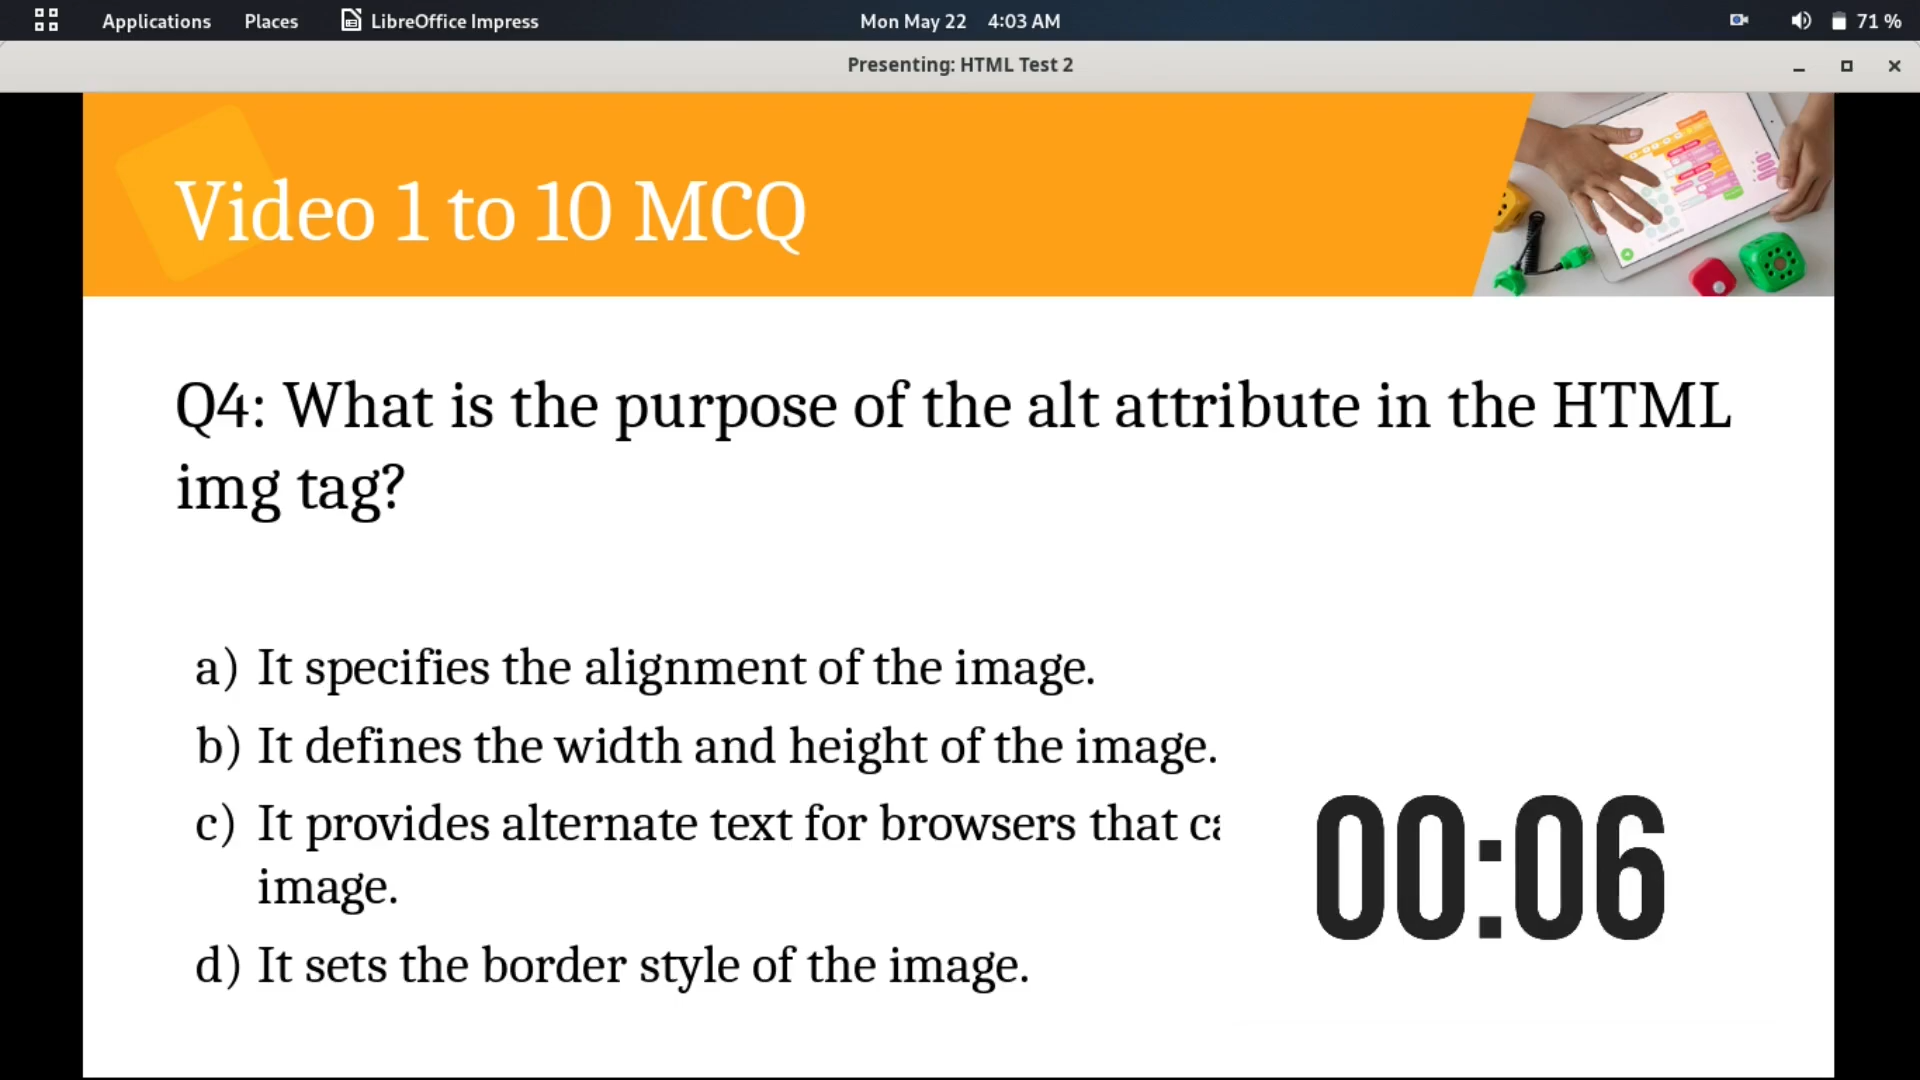 Applications Places LibreOffice Impress Mon May 22 4:03 AM 71 %
Presenting: HTML Test 2
Video 1 to 10 MCQ
Q4: What is the purpose of the alt attribute in the HTML
img tag?
a) It specifies the alignment of the image.
b) It defines the width and height of the image.
c) It provides alternate text for browsers that
image.
00:06
d) It sets the border style of the image.